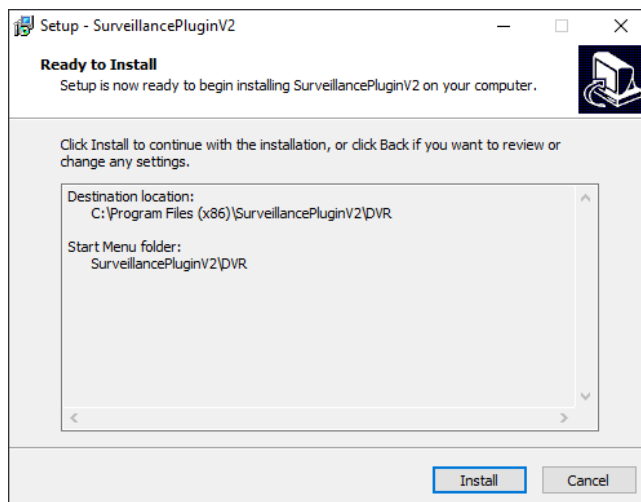 Setup - SurveillancePluginV2
Ready to Install
Setup is now ready to begin installing SurveillancePluginV2 on your computer.
Click Install to continue with the installation, or click Back if you want to review or
change any settings.
Destination location:
C:\Program Files (x86)\SurveillancePluginV2\DVR
Start Menu folder:
SurveillancePluginV2\DVR
Install
Cancel